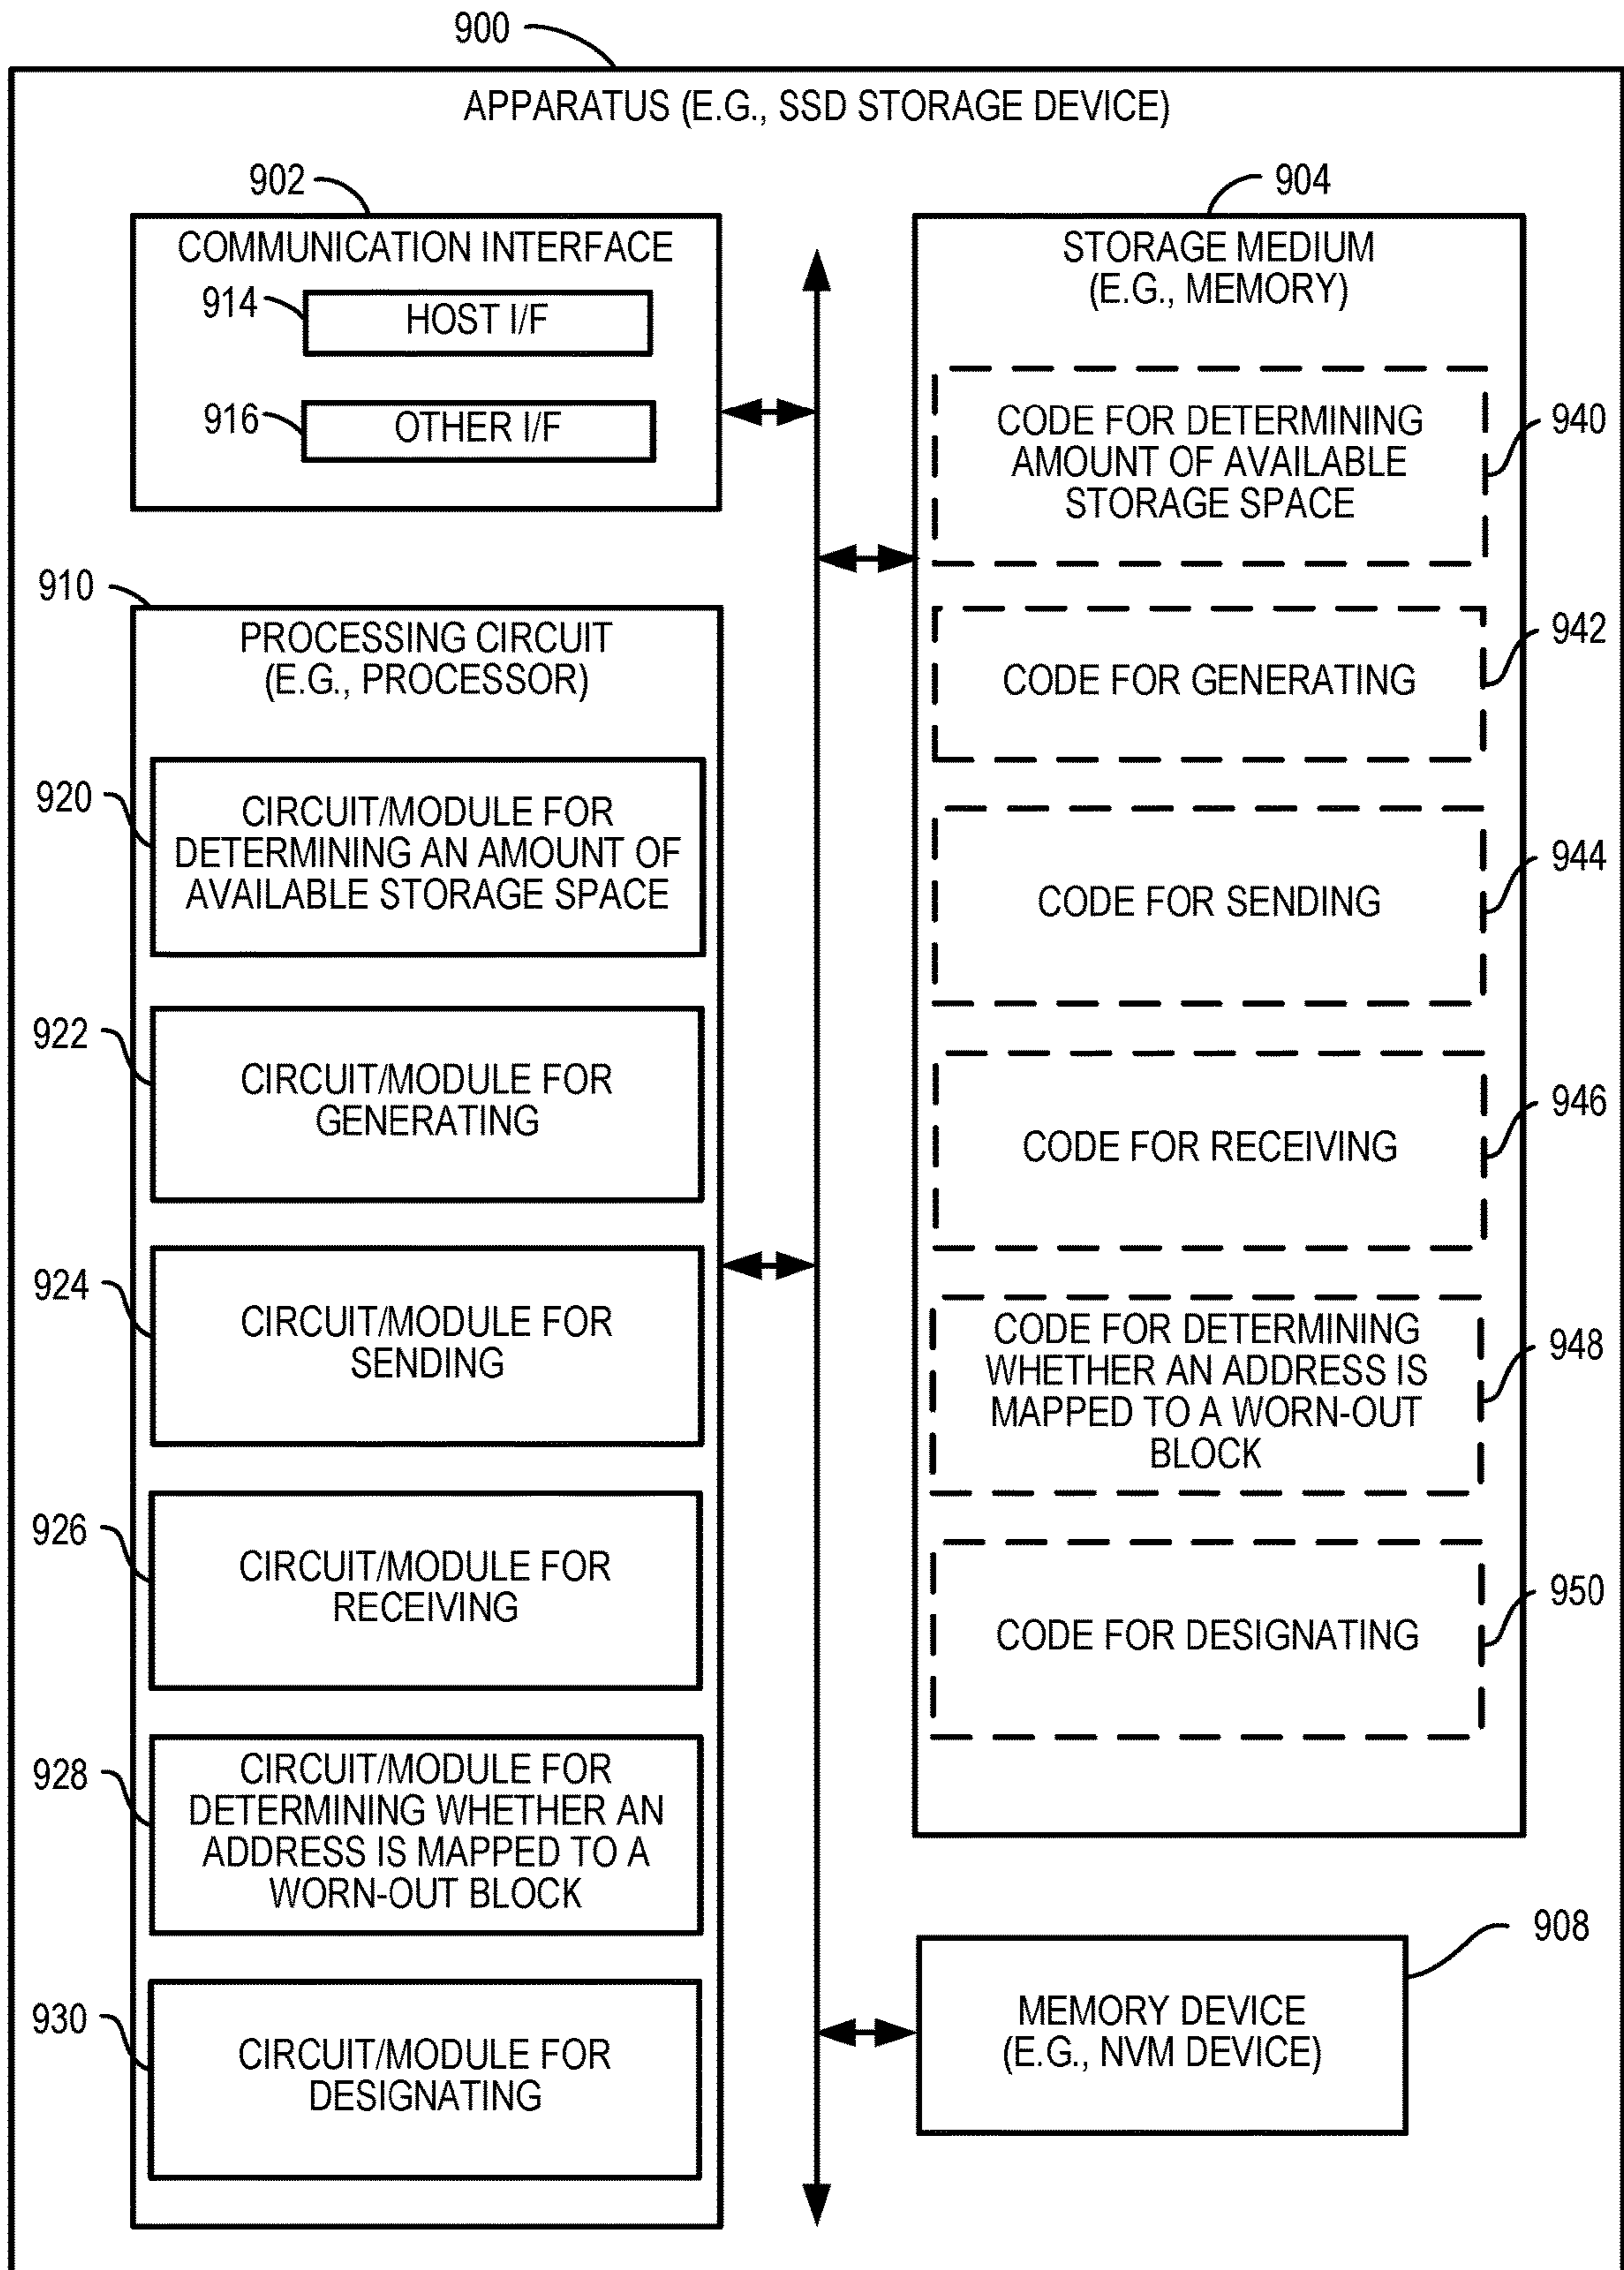 900
APPARATUS (E.G., SSD STORAGE DEVICE)
902
COMMUNICATION INTERFACE
914
HOST I/F
916
OTHER I/F
910
PROCESSING CIRCUIT
(E.G., PROCESSOR)
920
CIRCUIT/MODULE FOR
DETERMINING AN AMOUNT OF
AVAILABLE STORAGE SPACE
922
CIRCUIT/MODULE FOR
GENERATING
924
CIRCUIT/MODULE FOR
SENDING
926
CIRCUIT/MODULE FOR
RECEIVING
928
CIRCUIT/MODULE FOR
DETERMINING WHETHER AN
ADDRESS IS MAPPED TO A
WORN-OUT BLOCK
930
CIRCUIT/MODULE FOR
DESIGNATING
904
STORAGE MEDIUM
(E.G., MEMORY)
CODE FOR DETERMINING
AMOUNT OF AVAILABLE
STORAGE SPACE
940
CODE FOR GENERATING
942
CODE FOR SENDING
944
CODE FOR RECEIVING
946
CODE FOR DETERMINING
WHETHER AN ADDRESS IS
MAPPED TO A WORN-OUT
BLOCK
948
CODE FOR DESIGNATING
950
908
MEMORY DEVICE
(E.G., NVM DEVICE)